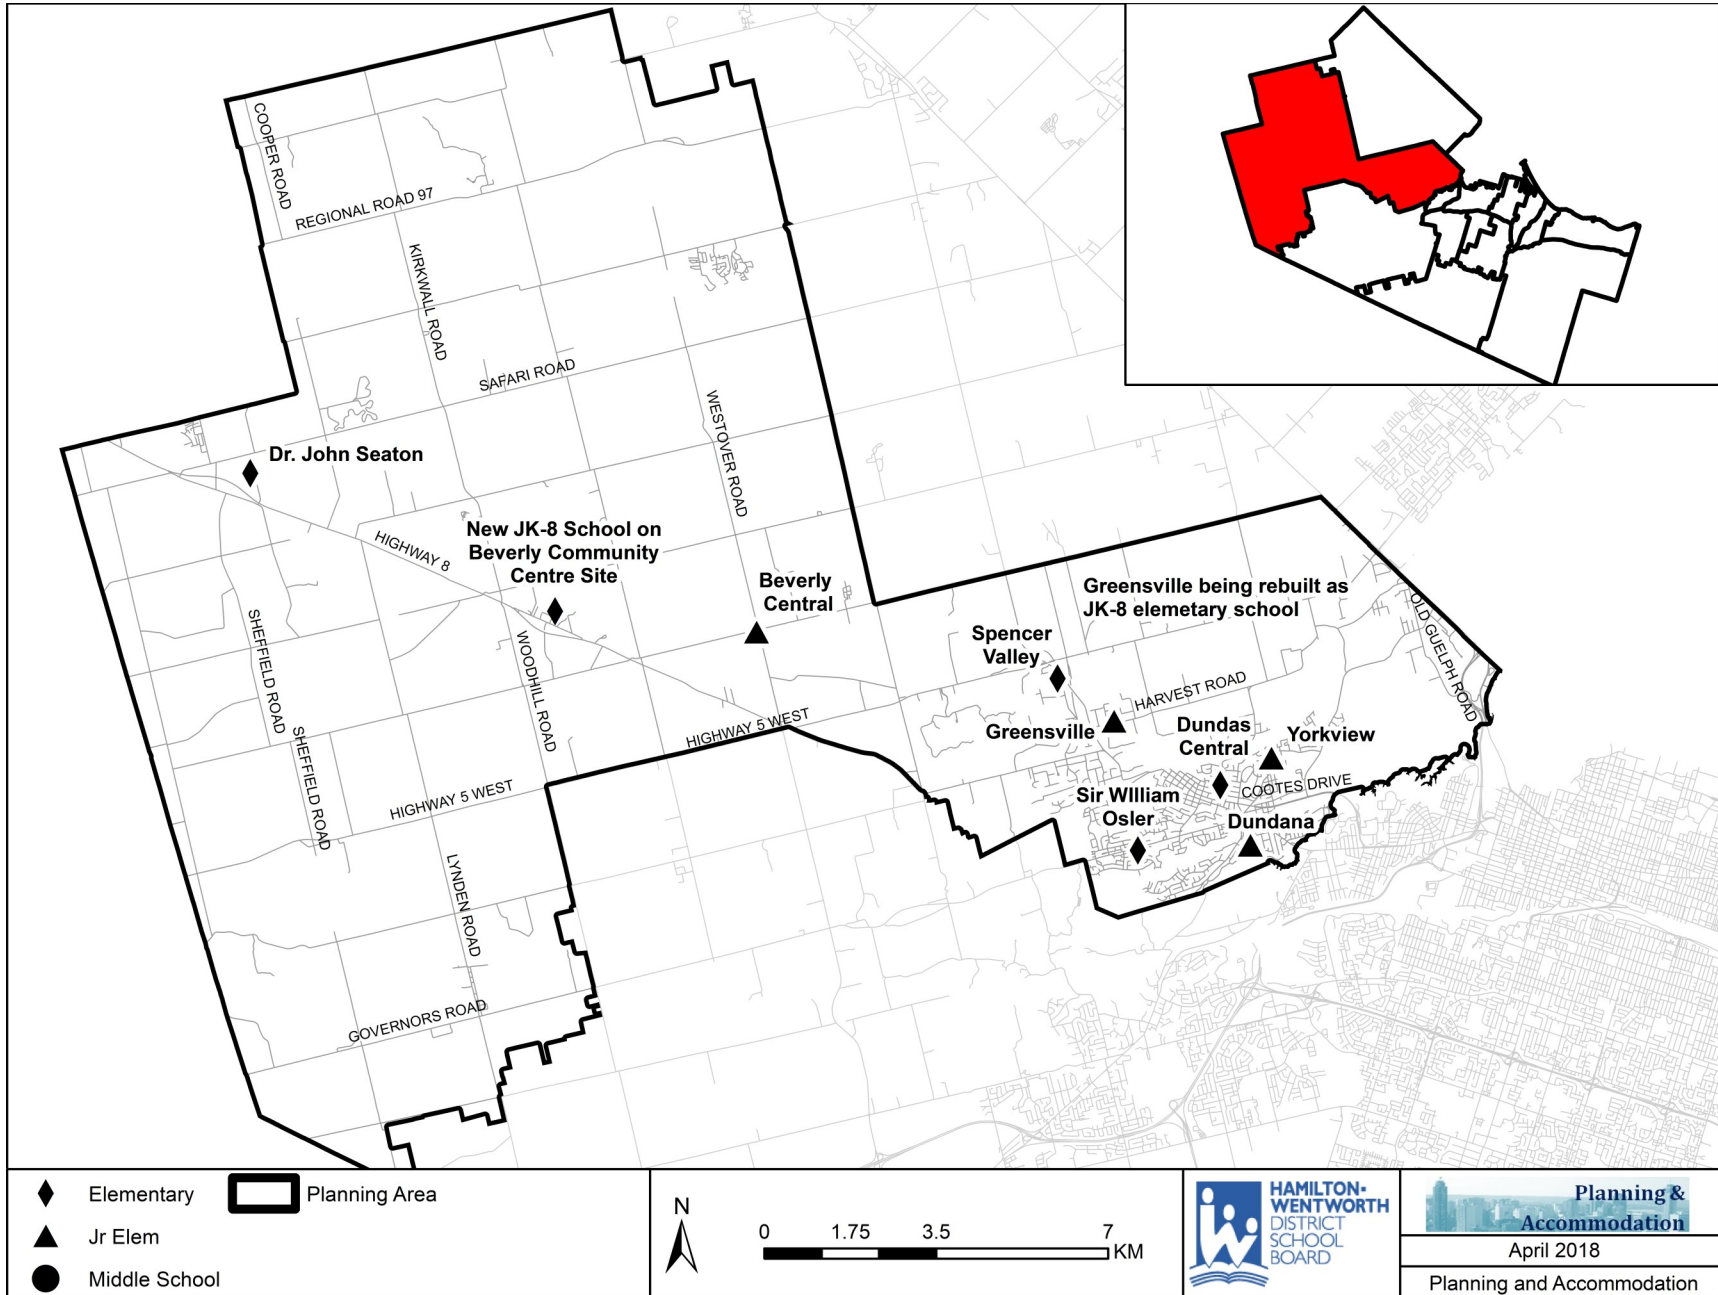 COOPER ROAD
REGIONAL ROAD 97
KIRKWALL ROAD
SAFARI ROAD
WESTOVER ROAD
Dr. John Seaton
HIGHWAY 8
New JK-8 School on
Beverly Community
Centre Site
Beverly
Central
Greensville being rebuilt as
JK-8 elemetary school
OLD GUELPH ROAD
SHEFFIELD ROAD
WOODHILL ROAD
Spencer
Valley
HARVEST ROAD
Greensville
Dundas
Central
Yorkview
HIGHWAY 5 WEST
SHEFFIELD ROAD
HIGHWAY 5 WEST
COOTES DRIVE
Sir WIlliam
Osler
Dundana
LYNDEN ROAD
GOVERNORS ROAD
Elementary
Planning Area
Jr Elem
Middle School
N
0 1.75 3.5 7
KM
HAMILTON-
WENTWORTH
DISTRICT
SCHOOL
BOARD
Planning &
Accommodation
April 2018
Planning and Accommodation